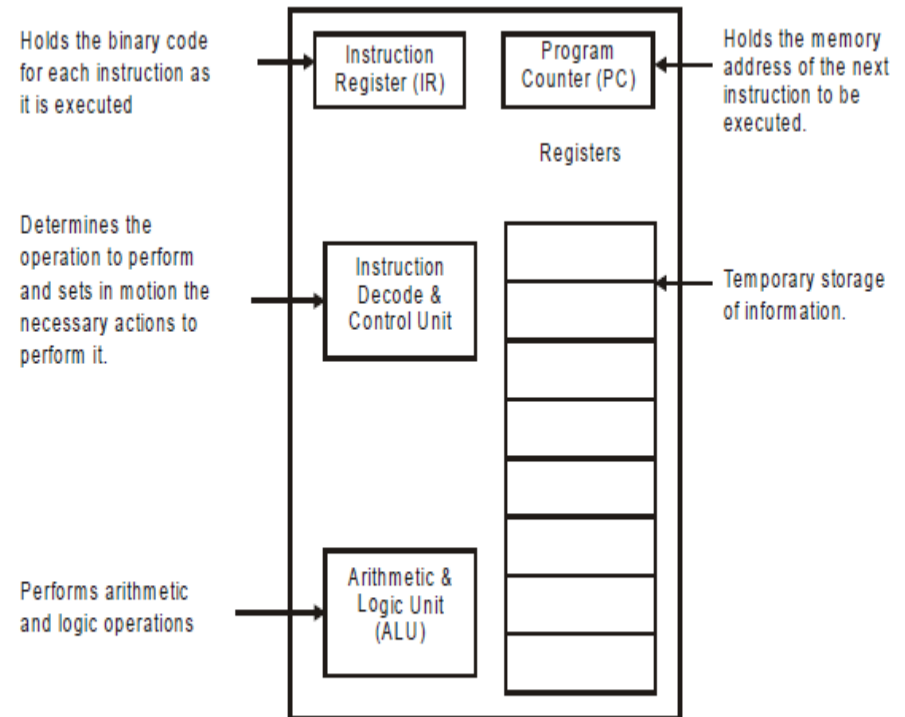 Holds the binary code
for each instruction as
it is executed
Instruction
Register (IR)
Program
Counter (PC)
Holds the memory
address of the next
instruction to be
executed.
Registers
Determines the
operation to perform
and sets in motion the
necessary actions to
perform it.
Instruction
Decode &
Control Unit
Temporary storage
of information.
Performs arithmetic
and logic operations
Arithmetic &
Logic Unit
(ALU)